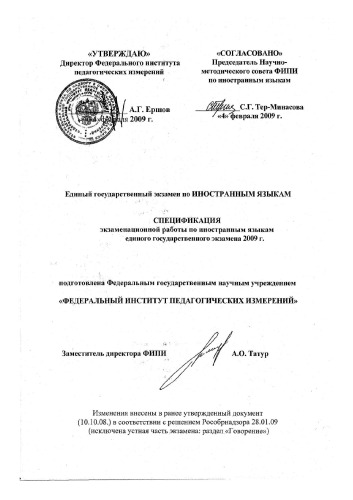 «УТВЕРЖДАЮ»
Директор Федерального института
педагогических измерений
А.Г. Ершов
февраля 2009 г.
«СОГЛАСОВАНО»
Председатель Научно-
методического совета ФИПИ
по иностранным языкам
С.Г. Тер-Минасова
«4» февраля 2009 г.
Единый государственный экзамен по ИНОСТРАННЫМ ЯЗЫКАМ
СПЕЦИФИКАЦИЯ
экзаменационной работы по иностранным языкам
единого государственного экзамена 2009 г.
подготовлена Федеральным государственным научным учреждением
«ФЕДЕРАЛЬНЫЙ ИНСТИТУТ ПЕДАГОГИЧЕСКИХ ИЗМЕРЕНИЙ»
Заместитель директора ФИПИ
А.О. Татур
Изменения внесены в ранее утвержденный документ
(10.10.08.) в соответствии с решением Рособрнадзора 28.01.09
(исключена устная часть экзамена: раздел «Говорение»)